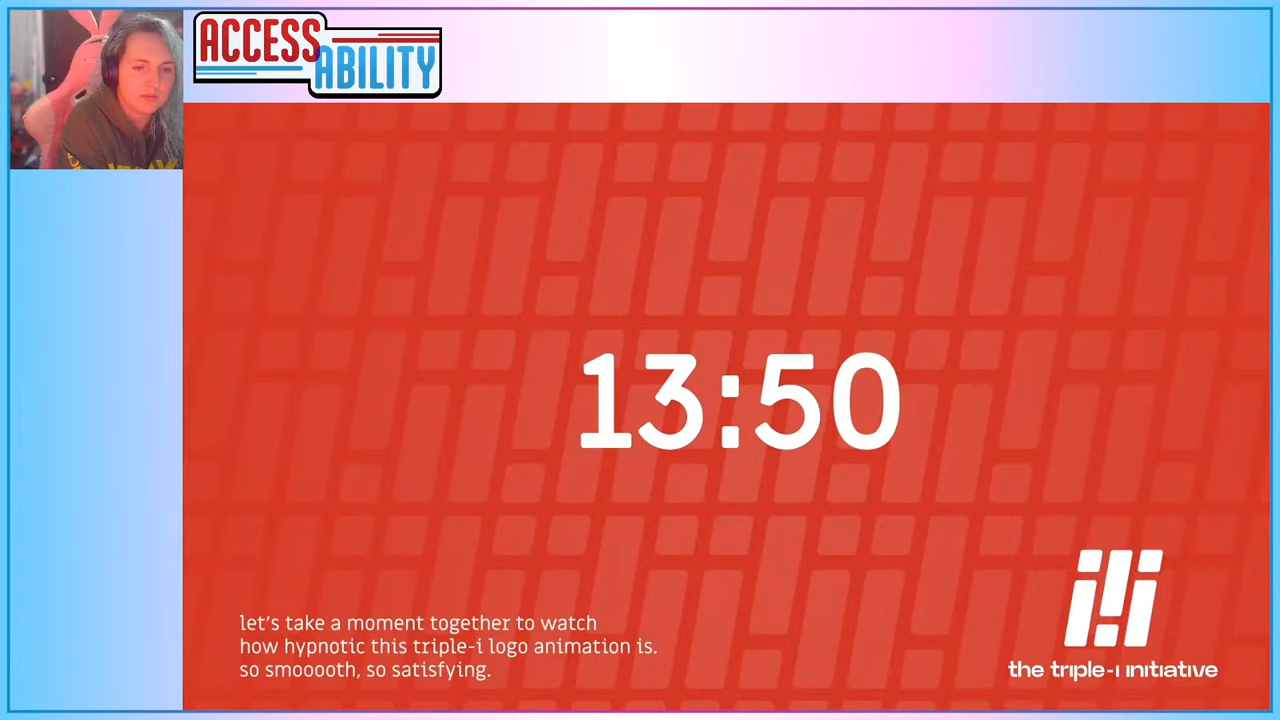 ACCESS
ABILITY
13:50
let's take a moment together to watch
how hypnotic this triple-i logo animation is.
so smooooth, so satisfying.
the triple-i initiative